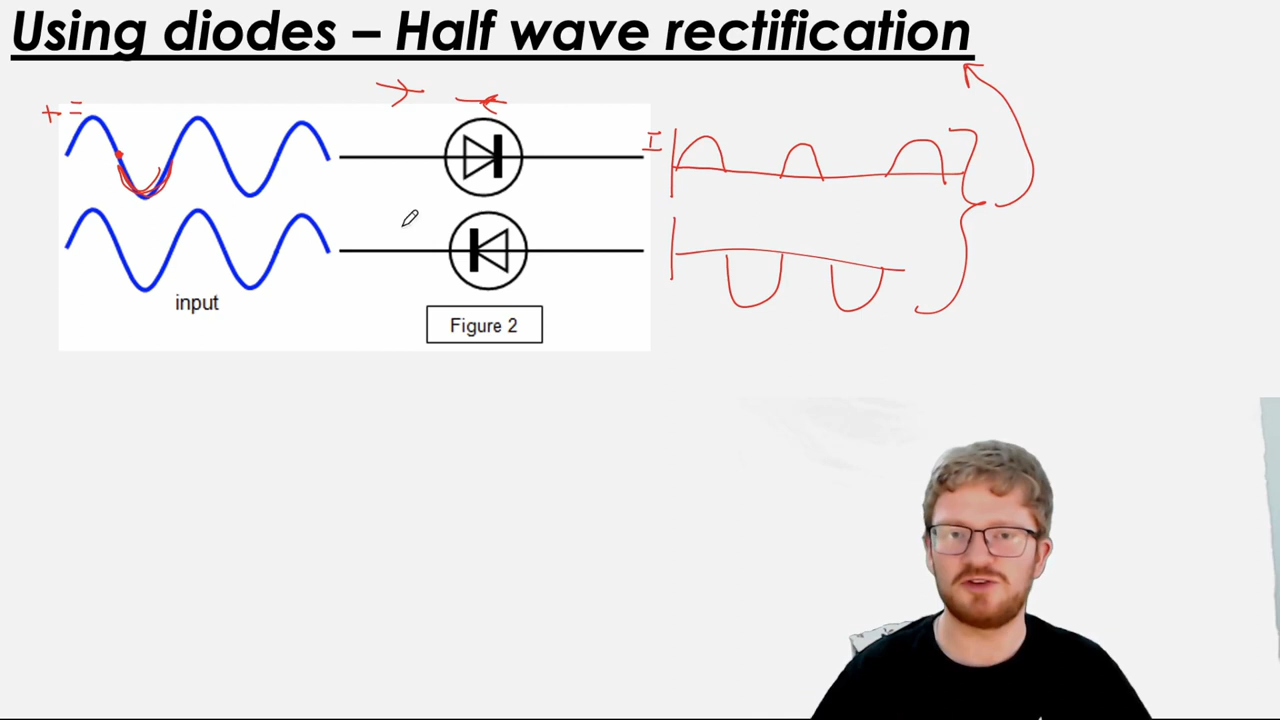 Using diodes – Half wave rectification
+ =
I
input
Figure 2